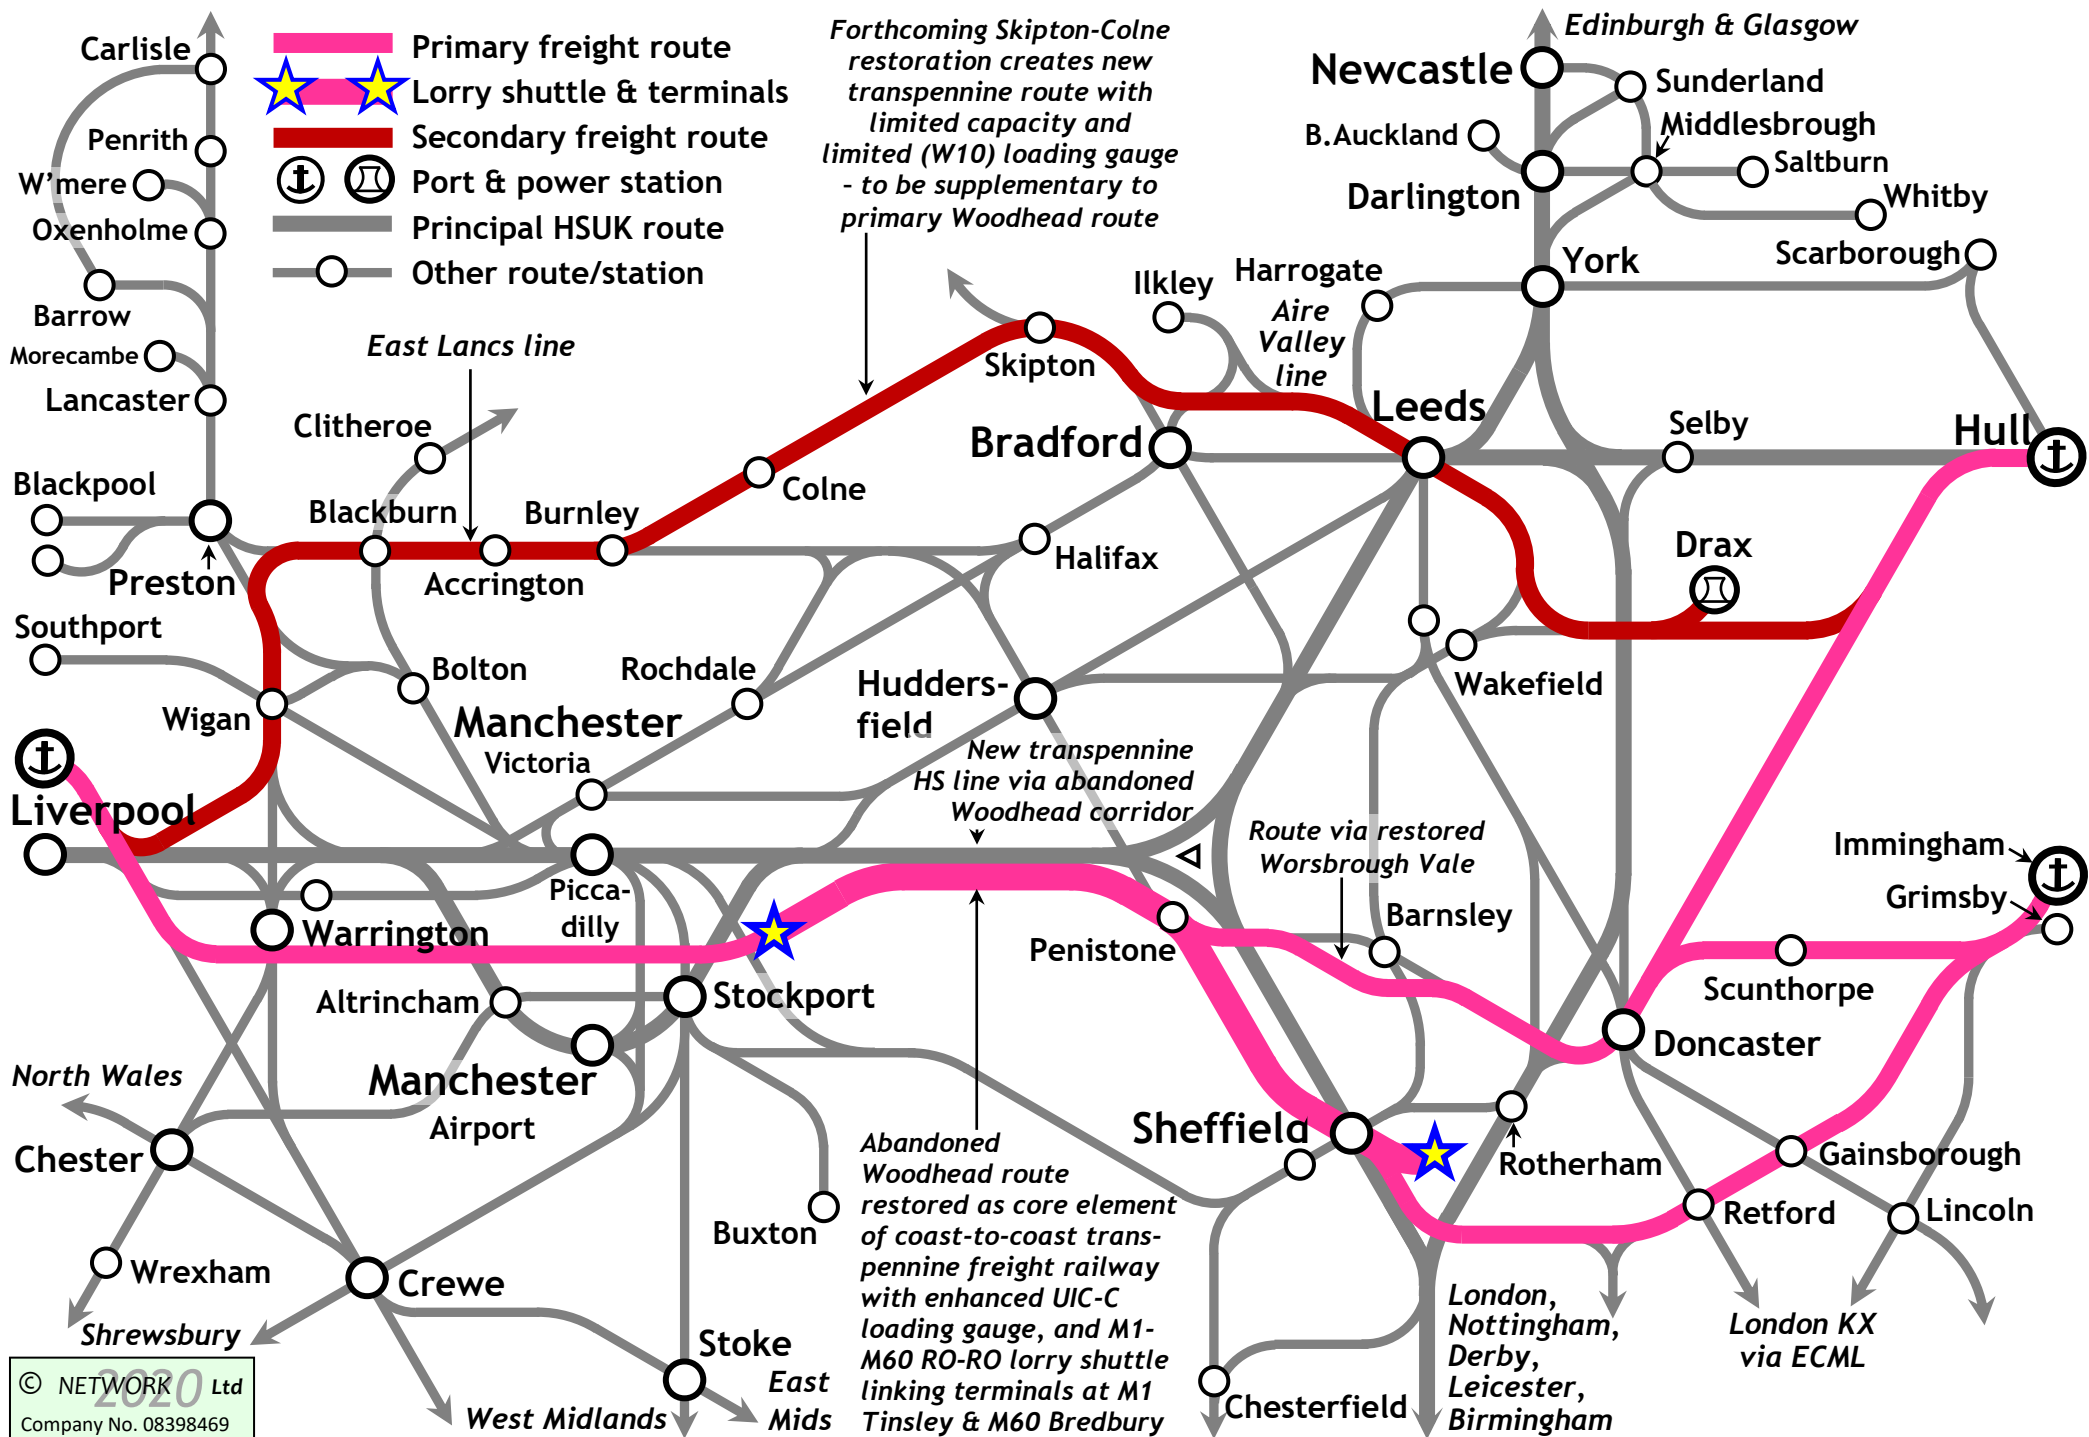 Carlisle
Penrith
W'mere
Oxenholme
Barrow
Morecambe
Lancaster
Primary freight route
Lorry shuttle & terminals
Secondary freight route
Port & power station
Principal HSUK route
Other route/station
Forthcoming Skipton-Colne
restoration creates new
transpennine route with
limited capacity and
limited (W10) loading gauge
– to be supplementary to
primary Woodhead route
Edinburgh & Glasgow
Newcastle
Sunderland
B.Auckland
Middlesbrough
Saltburn
Darlington
Whitby
York
Scarborough
Ilkley
Harrogate
Aire
Valley
line
East Lancs line
Skipton
Leeds
Clitheroe
Bradford
Selby
Hull
Blackpool
Blackburn
Burnley
Colne
Preston
Accrington
Halifax
Drax
Southport
Bolton
Rochdale
Hudders-
field
Wakefield
Wigan
Manchester
Victoria
New transpennine
HS line via abandoned
Woodhead corridor
Liverpool
Route via restored
Worsbrough Vale
Immingham
Grimsby
Picca-
dilly
Warrington
Penistone
Barnsley
Altrincham
Stockport
Scunthorpe
Doncaster
North Wales
Manchester
Airport
Chester
Sheffield
Rotherham
Gainsborough
Retford
Lincoln
Abandoned
Woodhead route
restored as core element
of coast-to-coast trans-
pennine freight railway
with enhanced UIC-C
loading gauge, and M1-
M60 RO-RO lorry shuttle
linking terminals at M1
Tinsley & M60 Bredbury
Buxton
Wrexham
Crewe
Shrewsbury
Stoke
East
Mids
West Midlands
Chesterfield
London,
Nottingham,
Derby,
Leicester,
Birmingham
London KX
via ECML
© NETWORK 2020 Ltd
Company No. 08398469